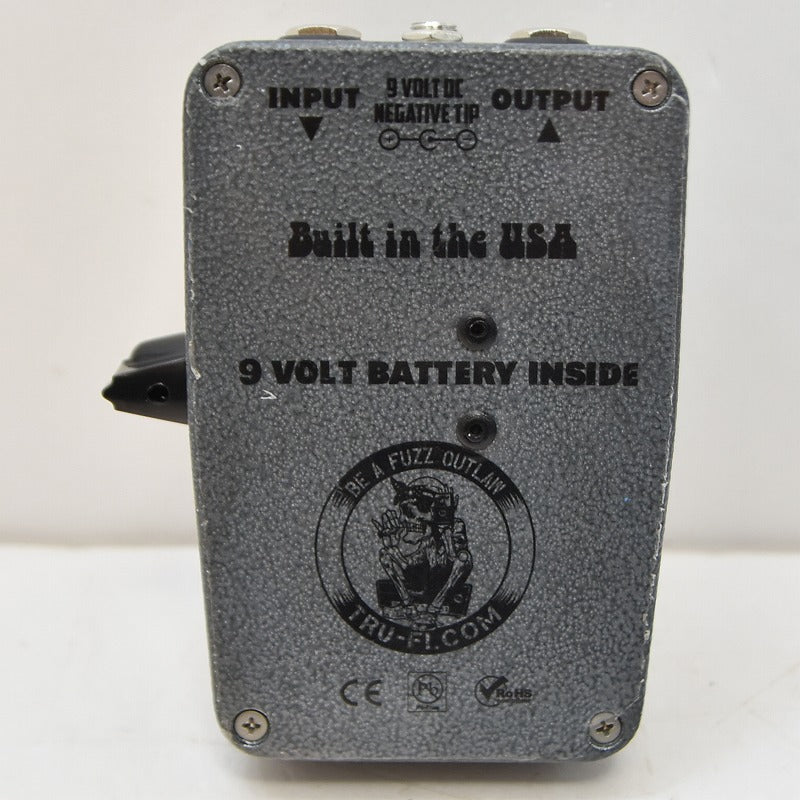 9 VOLT DC
INPUT NEGATIVE TIP OUTPUT
Built in the USA
9 VOLT BATTERY INSIDE
BE A FUZZ OUTLAW
TRU-FI.COM
CE
RoHS